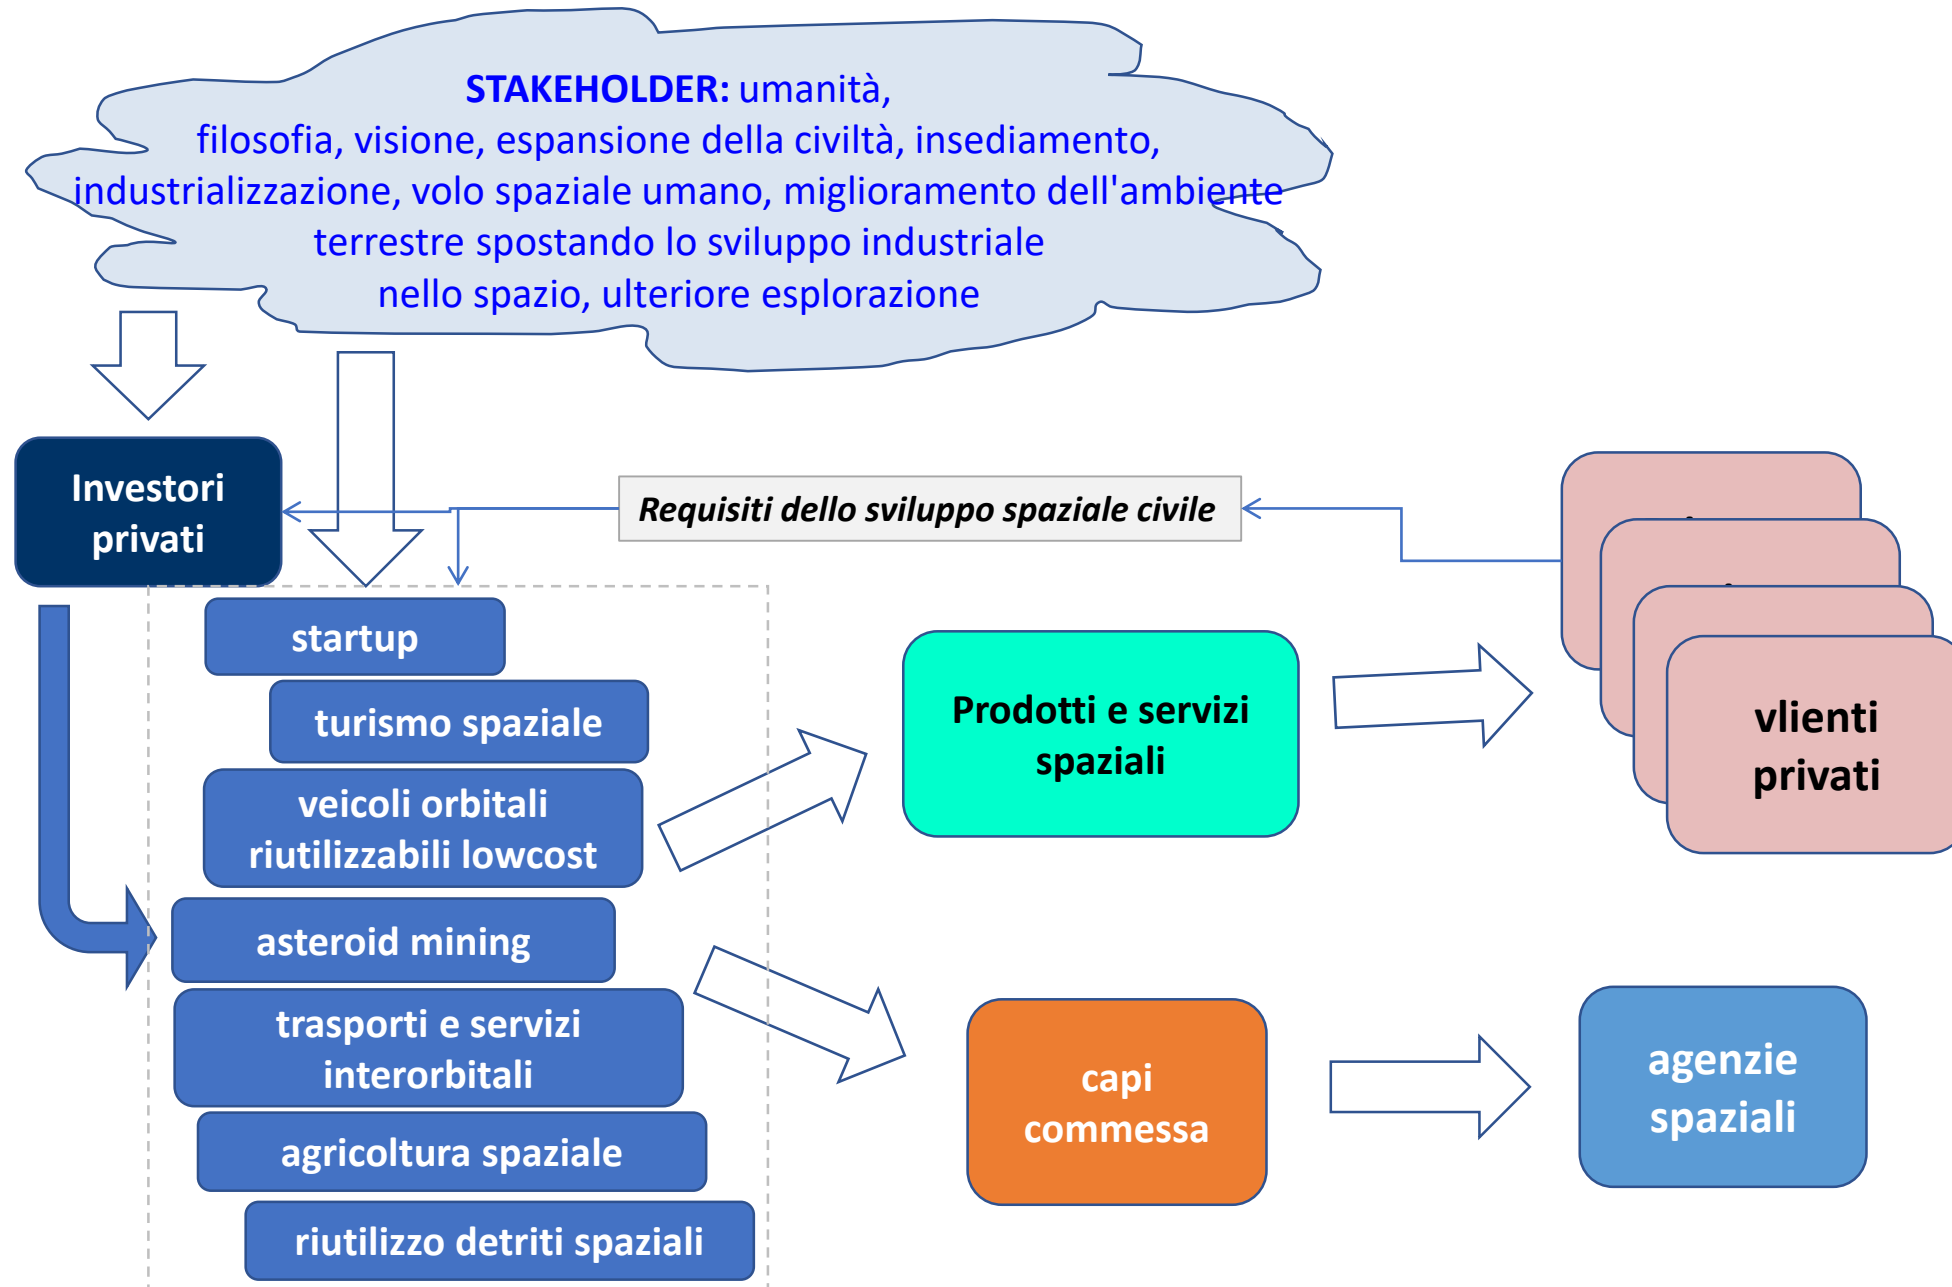 STAKEHOLDER: umanità,
filosofia, visione, espansione della civiltà, insediamento,
industrializzazione, volo spaziale umano, miglioramento dell'ambiente
terrestre spostando lo sviluppo industriale
nello spazio, ulteriore esplorazione
Investori
privati
Requisiti dello sviluppo spaziale civile
startup
turismo spaziale
veicoli orbitali
riutilizzabili lowcost
asteroid mining
trasporti e servizi
interorbitali
agricoltura spaziale
riutilizzo detriti spaziali
Prodotti e servizi
spaziali
vlienti
privati
capi
commessa
agenzie
spaziali